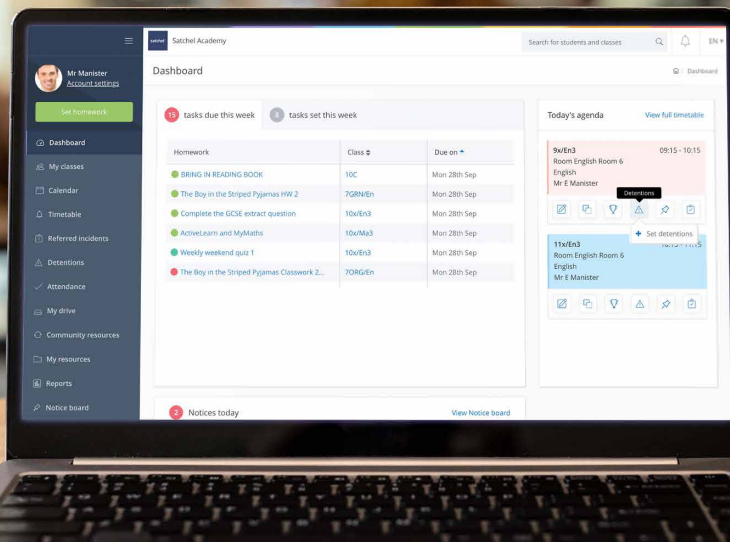 satchel
Satchel Academy
Search for students and classes
EN
Mr Manister
Account settings
Set homework
Dashboard
My classes
Calendar
Timetable
Referred incidents
Detentions
Attendance
My drive
Community resources
My resources
Reports
Notice board
Dashboard
Dashboard
15 tasks due this week
8 tasks set this week
Homework Class Due on
BRING IN READING BOOK 10C Mon 28th Sep
The Boy in the Striped Pyjamas HW 2 7GRN/En Mon 28th Sep
Complete the GCSE extract question 10x/En3 Mon 28th Sep
ActiveLearn and MyMaths 10x/Ma3 Mon 28th Sep
Weekly weekend quiz 1 10x/En3 Mon 28th Sep
The Boy in the Striped Pyjamas Classwork 2... 7ORG/En Mon 28th Sep
2 Notices today
View Notice board
Today's agenda
View full timetable
9x/En3 09:15 - 10:15
Room English Room 6
English
Mr E Manister
Detentions
+ Set detentions
11x/En3
Room English Room 6
English
Mr E Manister